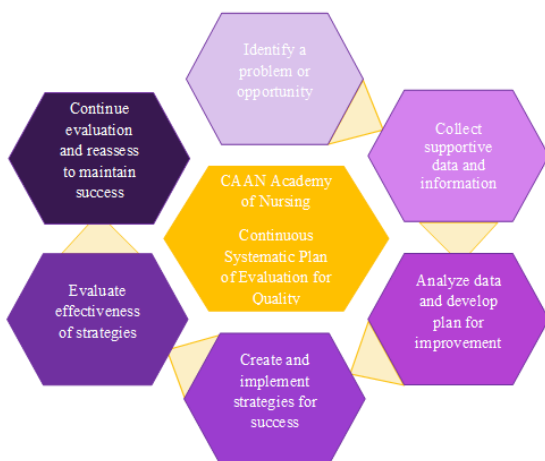 Identify a
problem or
opportunity
Collect
supportive
data and
information
Analyze data
and develop
plan for
improvement
Create and
implement
strategies for
success
Evaluate
effectiveness
of strategies
Continue
evaluation
and reassess
to maintain
success
CAAN Academy
of Nursing
Continuous
Systematic Plan
of Evaluation for
Quality